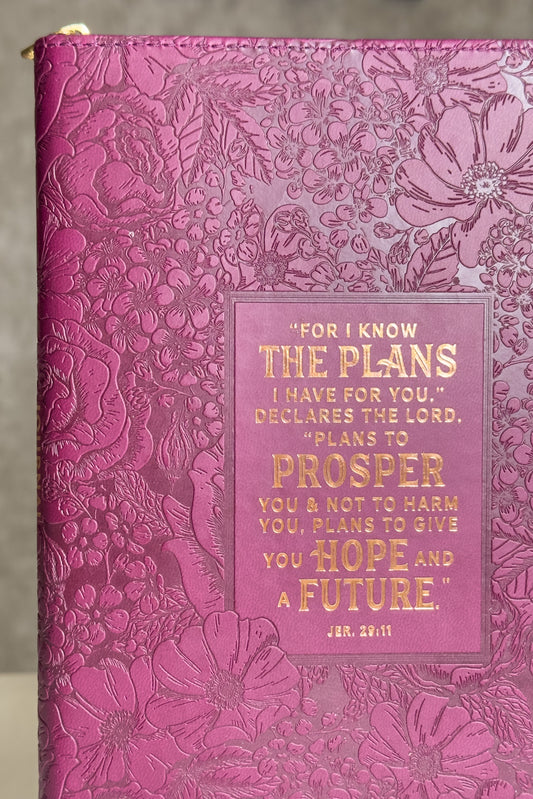 "FOR I KNOW
THE PLANS
I HAVE FOR YOU."
DECLARES THE LORD,
"PLANS TO
PROSPER
YOU & NOT TO HARM
YOU, PLANS TO GIVE
YOU HOPE AND
A FUTURE."
JER. 29:11